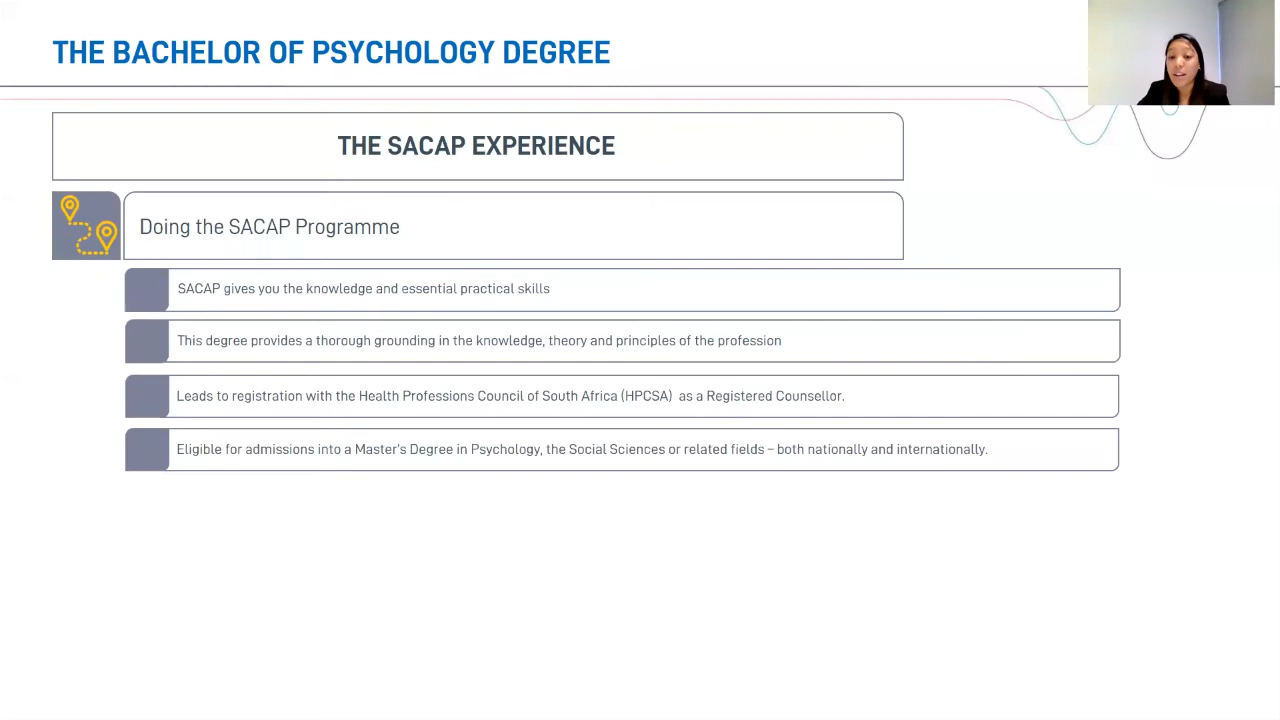 THE BACHELOR OF PSYCHOLOGY DEGREE
THE SACAP EXPERIENCE
Doing the SACAP Programme
SACAP gives you the knowledge and essential practical skills
This degree provides a thorough grounding in the knowledge, theory and principles of the profession
Leads to registration with the Health Professions Council of South Africa (HPCSA)  as a Registered Counsellor.
Eligible for admissions into a Master's Degree in Psychology, the Social Sciences or related fields – both nationally and internationally.